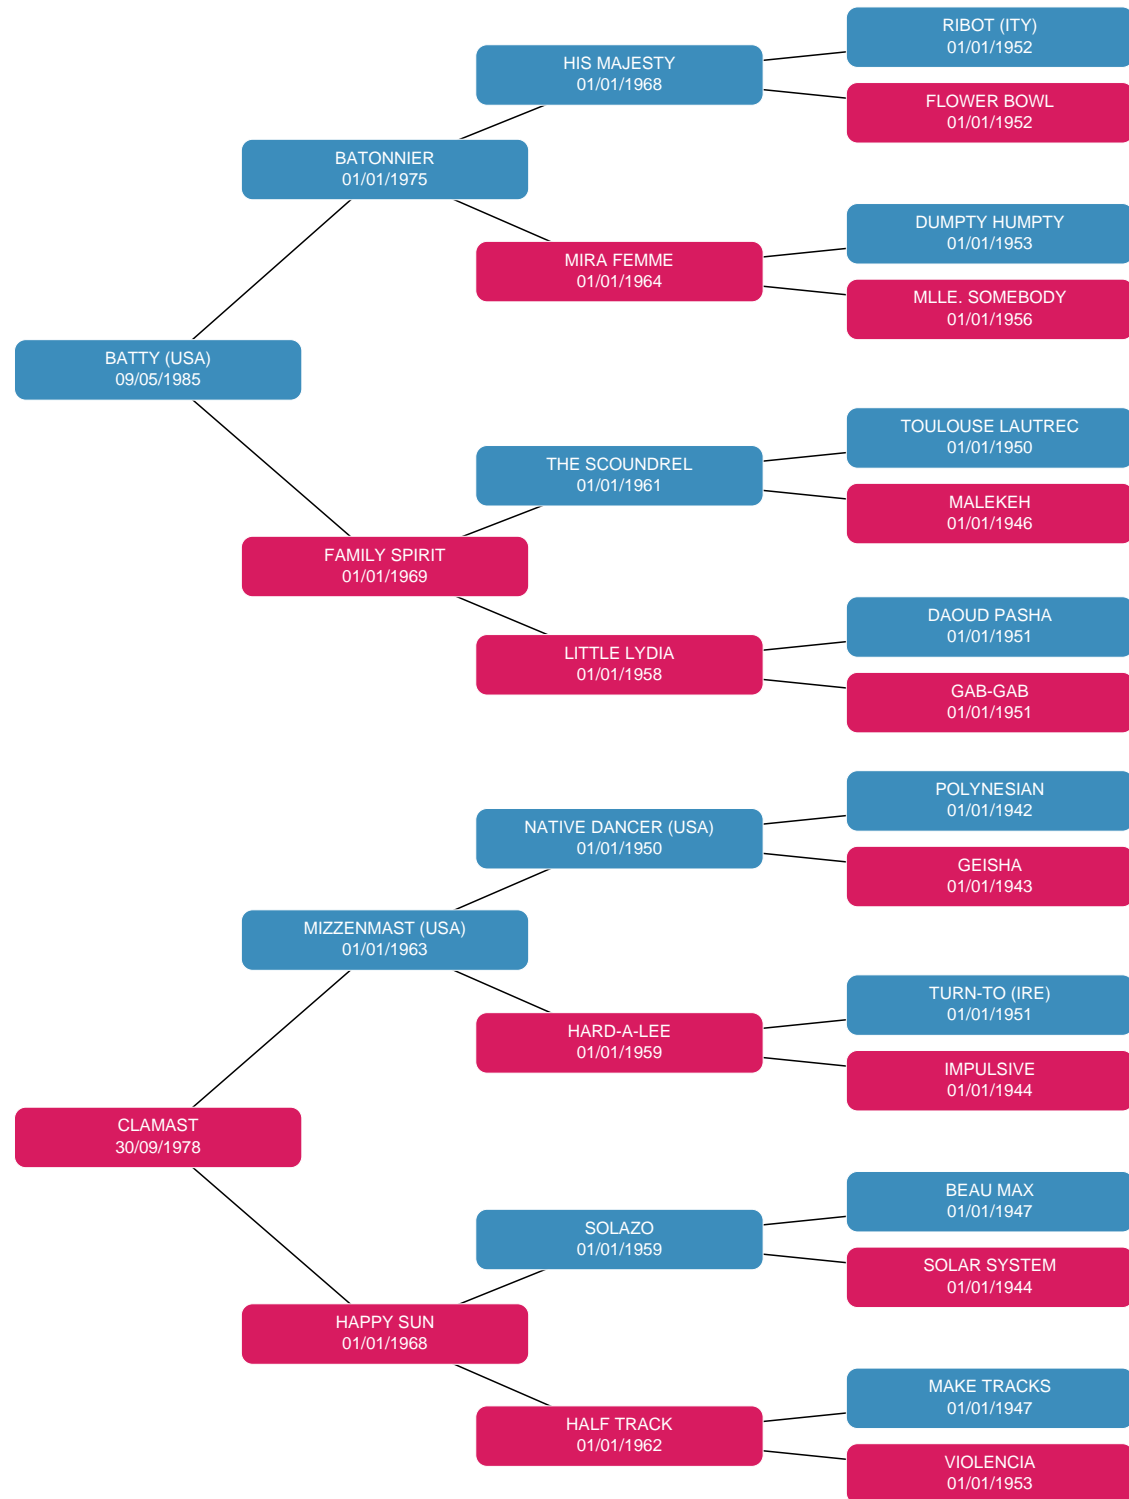 RIBOT (ITY)
01/01/1952
HIS MAJESTY
01/01/1968
FLOWER BOWL
01/01/1952
BATONNIER
01/01/1975
DUMPTY HUMPTY
01/01/1953
MIRA FEMME
01/01/1964
MLLE. SOMEBODY
01/01/1956
BATTY (USA)
09/05/1985
TOULOUSE LAUTREC
01/01/1950
THE SCOUNDREL
01/01/1961
MALEKEH
01/01/1946
FAMILY SPIRIT
01/01/1969
DAOUD PASHA
01/01/1951
LITTLE LYDIA
01/01/1958
GAB-GAB
01/01/1951
POLYNESIAN
01/01/1942
NATIVE DANCER (USA)
01/01/1950
GEISHA
01/01/1943
MIZZENMAST (USA)
01/01/1963
TURN-TO (IRE)
01/01/1951
HARD-A-LEE
01/01/1959
IMPULSIVE
01/01/1944
CLAMAST
30/09/1978
BEAU MAX
01/01/1947
SOLAZO
01/01/1959
SOLAR SYSTEM
01/01/1944
HAPPY SUN
01/01/1968
MAKE TRACKS
01/01/1947
HALF TRACK
01/01/1962
VIOLENCIA
01/01/1953